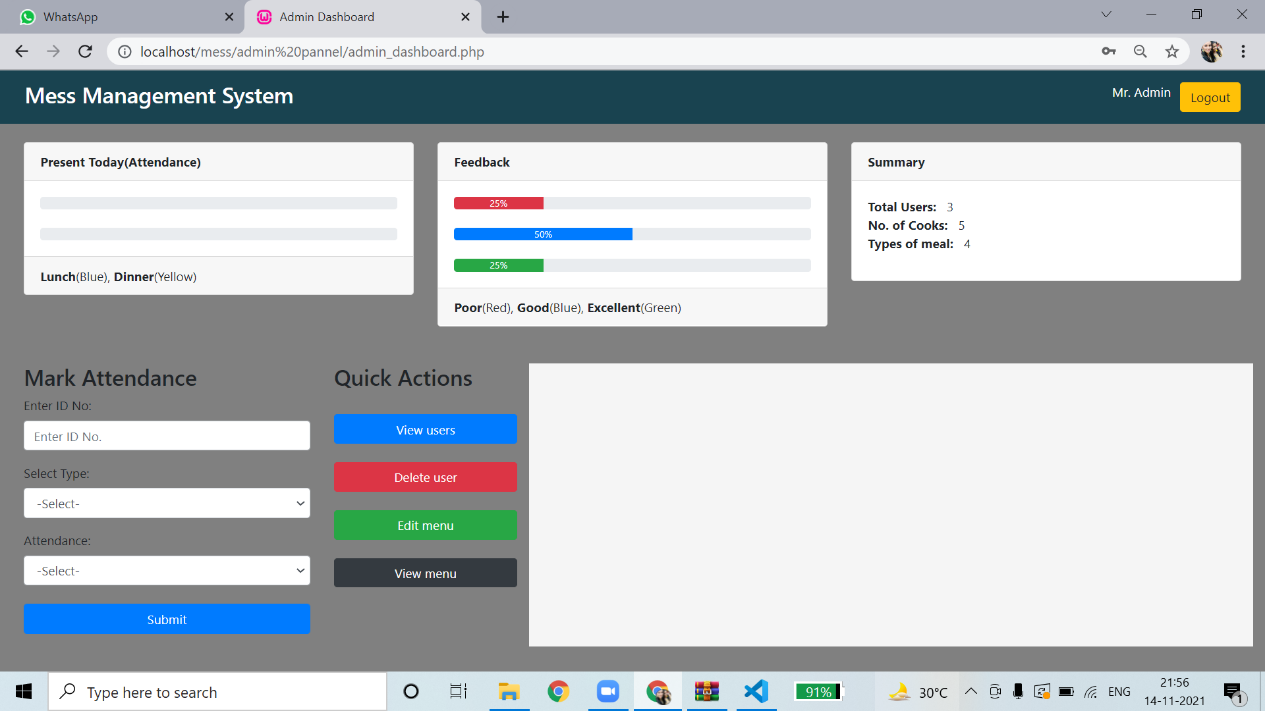 WhatsApp
Admin Dashboard
localhost/mess/admin%20pannel/admin_dashboard.php
Mess Management System
Mr. Admin
Logout
Present Today(Attendance)
Lunch(Blue), Dinner(Yellow)
Feedback
25%
50%
25%
Poor(Red), Good(Blue), Excellent(Green)
Summary
Total Users: 3
No. of Cooks: 5
Types of meal: 4
Mark Attendance
Enter ID No:
Enter ID No.
Select Type:
-Select-
Attendance:
-Select-
Submit
Quick Actions
View users
Delete user
Edit menu
View menu
Type here to search
91%
30°C
ENG
21:56
14-11-2021
1